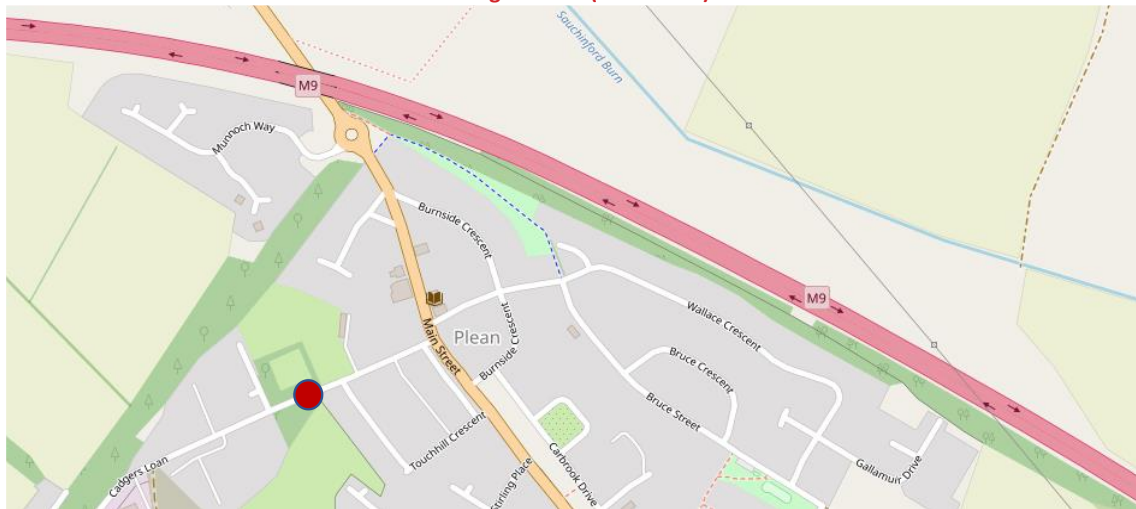 Sauchinford Burn
M9
Munnoch Way
Burnside Crescent
M9
Wallace Crescent
Main Street
Plean
Burnside Crescent
Bruce Crescent
Bruce Street
Touchhill Crescent
Carbrook Drive
Gallamuir Drive
Cadgers Loan
Stirling Place